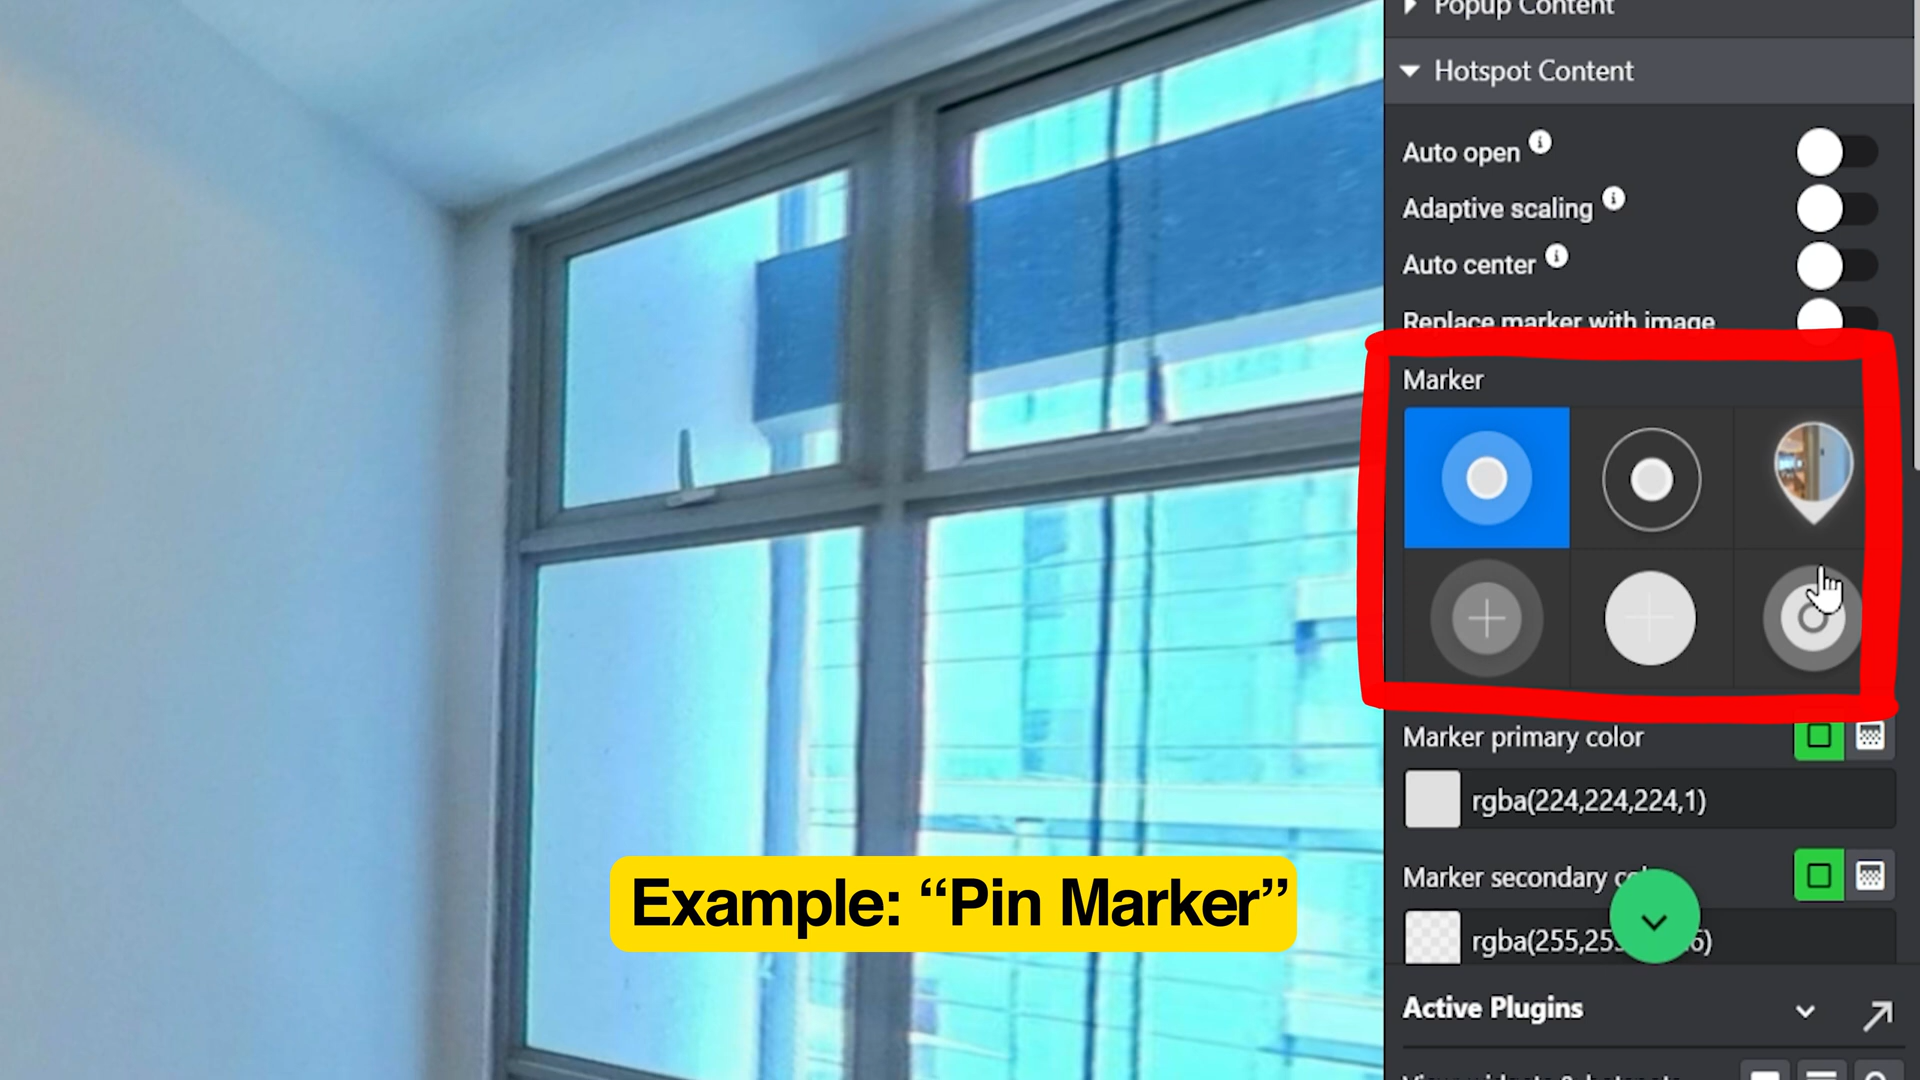 Popup Content
Hotspot Content
Auto open
Adaptive scaling
Auto center
Replace marker with image
Marker
Marker primary color
rgba(224,224,224,1)
Marker secondary
rgba(255,
6)
Example: “Pin Marker”
Active Plugins